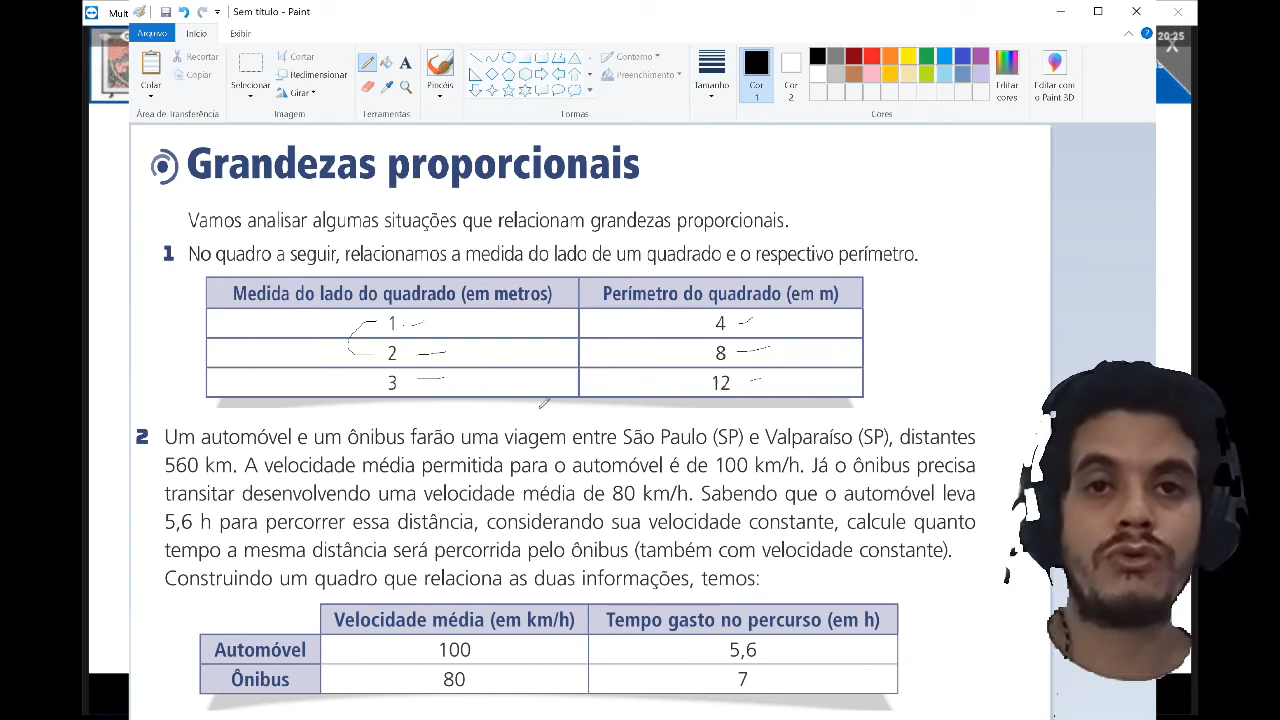 Mult
Sem título - Paint
20:25
Arquivo Início Exibir
Colar
Recortar
Copiar
Área de Transferência
Selecionar
Cortar
Redimensionar
Girar
Imagem
Ferramentas
Pincéis
Contorno
Preenchimento
Formas
Tamanho
Cor 1
Cor 2
Editar cores
Editar com o Paint 3D
Cores
Grandezas proporcionais
Vamos analisar algumas situações que relacionam grandezas proporcionais.
1 No quadro a seguir, relacionamos a medida do lado de um quadrado e o respectivo perímetro.
Medida do lado do quadrado (em metros) Perímetro do quadrado (em m)
1 4
2 8
3 12
2 Um automóvel e um ônibus farão uma viagem entre São Paulo (SP) e Valparaíso (SP), distantes
560 km. A velocidade média permitida para o automóvel é de 100 km/h. Já o ônibus precisa
transitar desenvolvendo uma velocidade média de 80 km/h. Sabendo que o automóvel leva
5,6 h para percorrer essa distância, considerando sua velocidade constante, calcule quanto
tempo a mesma distância será percorrida pelo ônibus (também com velocidade constante).
Construindo um quadro que relaciona as duas informações, temos:
Velocidade média (em km/h) Tempo gasto no percurso (em h)
Automóvel 100 5,6
Ônibus 80 7